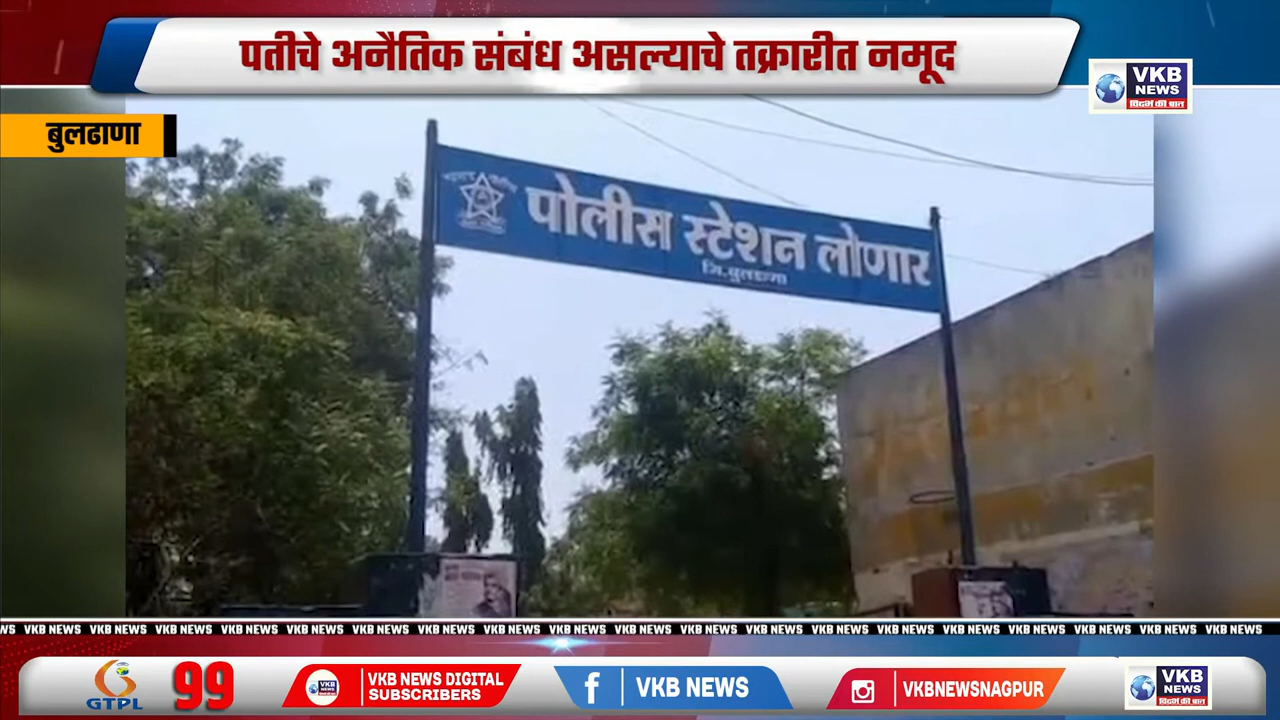 पतीचे अनैतिक संबंध असल्याचे तक्रारीत नमूद
VKB
NEWS
विदर्भ की बात
बुलढाणा
पोलीस स्टेशन लोणार
जि.बुलडाणा
VKB NEWS VKB NEWS VKB NEWS VKB NEWS VKB NEWS VKB NEWS VKB NEWS VKB NEWS VKB NEWS VKB NEWS VKB NEWS VKB NEWS VKB NEWS VKB NEWS VKB NEWS VKB NEWS VKB NEWS VKB NEWS VKB NEWS
GTPL
99
VKB
NEWS
VKB NEWS DIGITAL
SUBSCRIBERS
f
VKB NEWS
VKBNEWSNAGPUR
VKB
NEWS
विदर्भ की बात